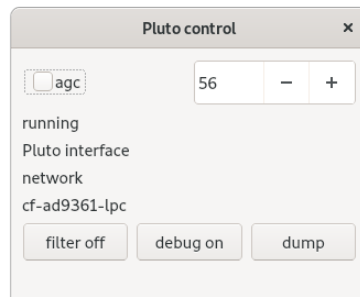 Pluto control ×
agc 56 − +
running
Pluto interface
network
cf-ad9361-lpc
filter off debug on dump